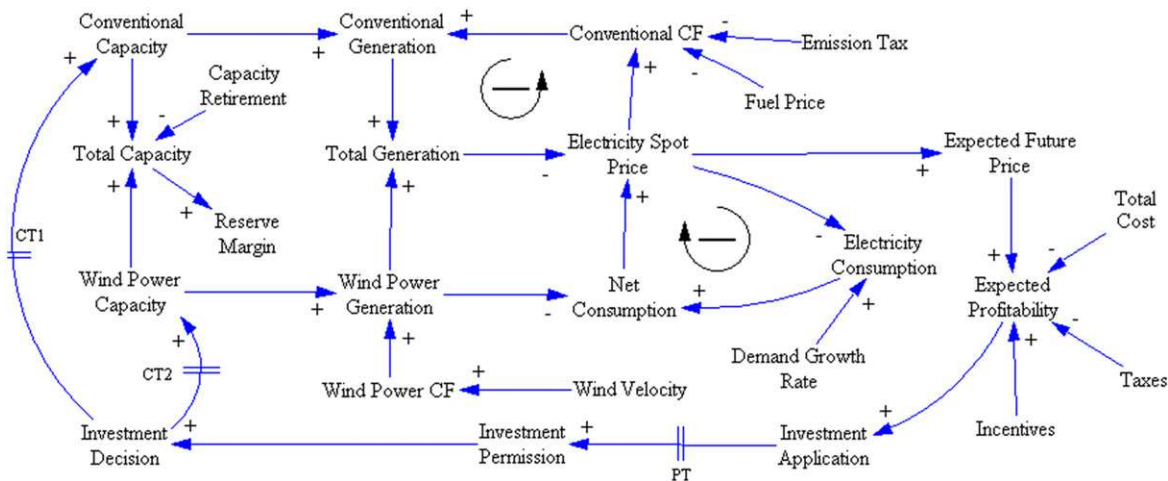 Conventional
Capacity
Conventional
Generation
Conventional CF
Emission Tax
Fuel Price
Capacity
Retirement
Total Capacity
Total Generation
Electricity Spot
Price
Expected Future
Price
Reserve
Margin
Total
Cost
CT1
Wind Power
Capacity
Wind Power
Generation
Net
Consumption
Electricity
Consumption
Expected
Profitability
CT2
Demand Growth
Rate
Taxes
Wind Power CF
Wind Velocity
Incentives
Investment
Decision
Investment
Permission
PT
Investment
Application